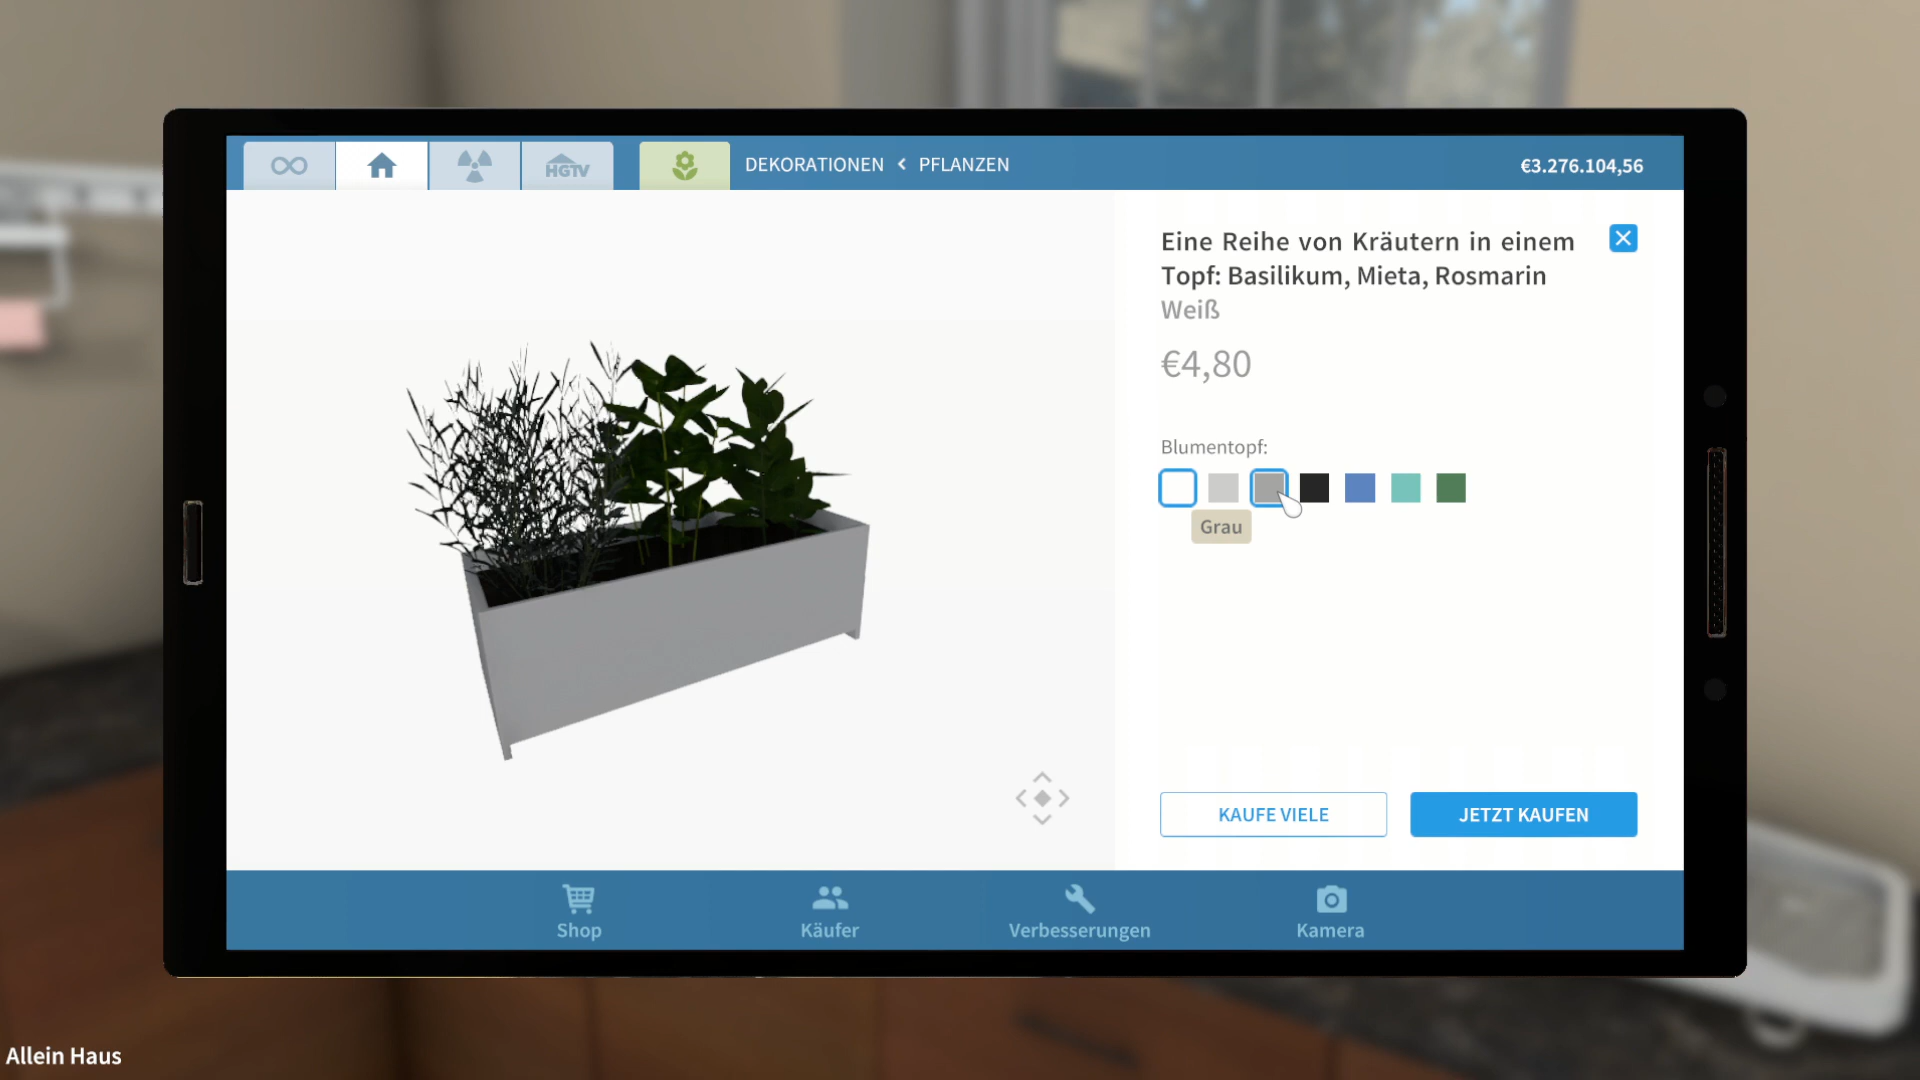 HGTV
DEKORATIONEN < PFLANZEN
€3.276.104,56
Eine Reihe von Kräutern in einem
Topf: Basilikum, Mieta, Rosmarin
Weiß
€4,80
Blumentopf:
Grau
KAUFE VIELE
JETZT KAUFEN
Shop
Käufer
Verbesserungen
Kamera
Allein Haus